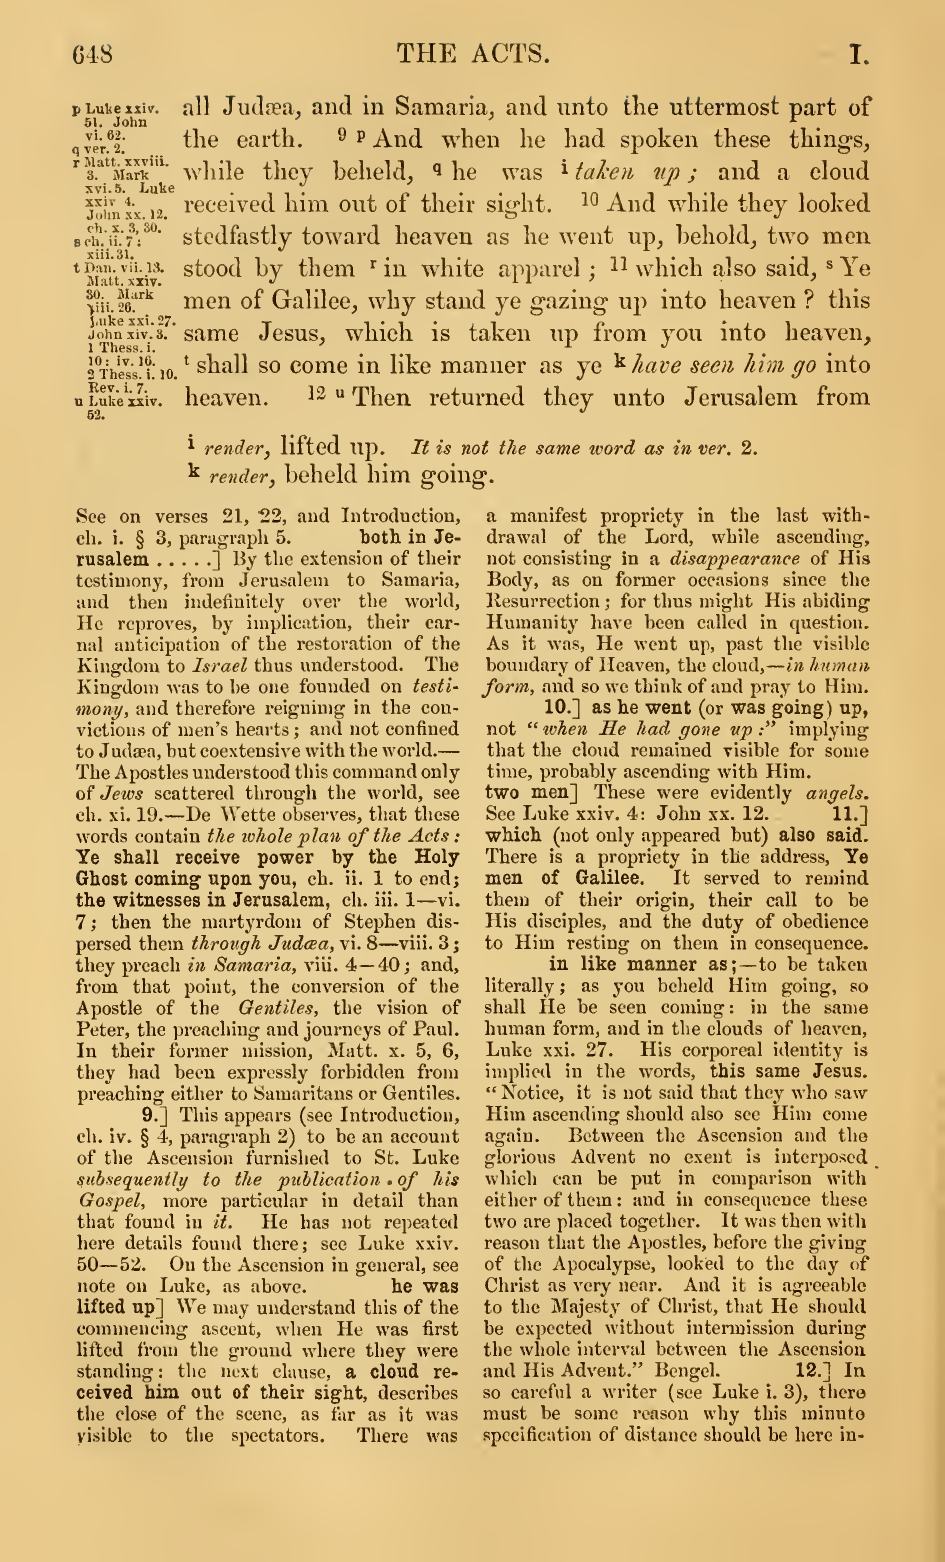 648
THE ACTS.
I.
p Luke xxiv.
51. John
vi. 62.
q ver. 2.
r Matt. xxviii.
3. Mark
xvi. 5. Luke
xxiv 4.
John xx. 12.
ch. x. 3, 30.
s ch. ii. 7:
xiii. 31.
t Dan. vii. 13.
Matt. xxiv.
30. Mark
xiii. 26.
Luke xxi. 27.
John xiv. 3.
1 Thess. i.
10: iv. 16.
2 Thess. i. 10.
Rev. i. 7.
u Luke xxiv.
52.
all Judæa, and in Samaria, and unto the uttermost part of
the earth. 9 p And when he had spoken these things,
while they beheld, q he was i taken up; and a cloud
received him out of their sight. 10 And while they looked
stedfastly toward heaven as he went up, behold, two men
stood by them r in white apparel; 11 which also said, s Ye
men of Galilee, why stand ye gazing up into heaven? this
same Jesus, which is taken up from you into heaven,
t shall so come in like manner as ye k have seen him go into
heaven. 12 u Then returned they unto Jerusalem from
i render, lifted up. It is not the same word as in ver. 2.
k render, beheld him going.
See on verses 21, 22, and Introduction,
ch. i. § 3, paragraph 5. both in Je-
rusalem . . . . .] By the extension of their
testimony, from Jerusalem to Samaria,
and then indefinitely over the world,
He reproves, by implication, their car-
nal anticipation of the restoration of the
Kingdom to Israel thus understood. The
Kingdom was to be one founded on testi-
mony, and therefore reigning in the con-
victions of men's hearts; and not confined
to Judæa, but coextensive with the world.—
The Apostles understood this command only
of Jews scattered through the world, see
ch. xi. 19.—De Wette observes, that these
words contain the whole plan of the Acts:
Ye shall receive power by the Holy
Ghost coming upon you, ch. ii. 1 to end;
the witnesses in Jerusalem, ch. iii. 1—vi.
7; then the martyrdom of Stephen dis-
persed them through Judæa, vi. 8—viii. 3;
they preach in Samaria, viii. 4—40; and,
from that point, the conversion of the
Apostle of the Gentiles, the vision of
Peter, the preaching and journeys of Paul.
In their former mission, Matt. x. 5, 6,
they had been expressly forbidden from
preaching either to Samaritans or Gentiles.
9.] This appears (see Introduction,
ch. iv. § 4, paragraph 2) to be an account
of the Ascension furnished to St. Luke
subsequently to the publication of his
Gospel, more particular in detail than
that found in it. He has not repeated
here details found there; see Luke xxiv.
50—52. On the Ascension in general, see
note on Luke, as above. he was
lifted up] We may understand this of the
commencing ascent, when He was first
lifted from the ground where they were
standing: the next clause, a cloud re-
ceived him out of their sight, describes
the close of the scene, as far as it was
visible to the spectators. There was
a manifest propriety in the last with-
drawal of the Lord, while ascending,
not consisting in a disappearance of His
Body, as on former occasions since the
Resurrection; for thus might His abiding
Humanity have been called in question.
As it was, He went up, past the visible
boundary of Heaven, the cloud,—in human
form, and so we think of and pray to Him.
10.] as he went (or was going) up,
not "when He had gone up:" implying
that the cloud remained visible for some
time, probably ascending with Him.
two men] These were evidently angels.
See Luke xxiv. 4: John xx. 12. 11.]
which (not only appeared but) also said.
There is a propriety in the address, Ye
men of Galilee. It served to remind
them of their origin, their call to be
His disciples, and the duty of obedience
to Him resting on them in consequence.
in like manner as;—to be taken
literally; as you beheld Him going, so
shall He be seen coming: in the same
human form, and in the clouds of heaven,
Luke xxi. 27. His corporeal identity is
implied in the words, this same Jesus.
"Notice, it is not said that they who saw
Him ascending should also see Him come
again. Between the Ascension and the
glorious Advent no event is interposed
which can be put in comparison with
either of them: and in consequence these
two are placed together. It was then with
reason that the Apostles, before the giving
of the Apocalypse, looked to the day of
Christ as very near. And it is agreeable
to the Majesty of Christ, that He should
be expected without intermission during
the whole interval between the Ascension
and His Advent." Bengel. 12.] In
so careful a writer (see Luke i. 3), there
must be some reason why this minute
specification of distance should be here in-